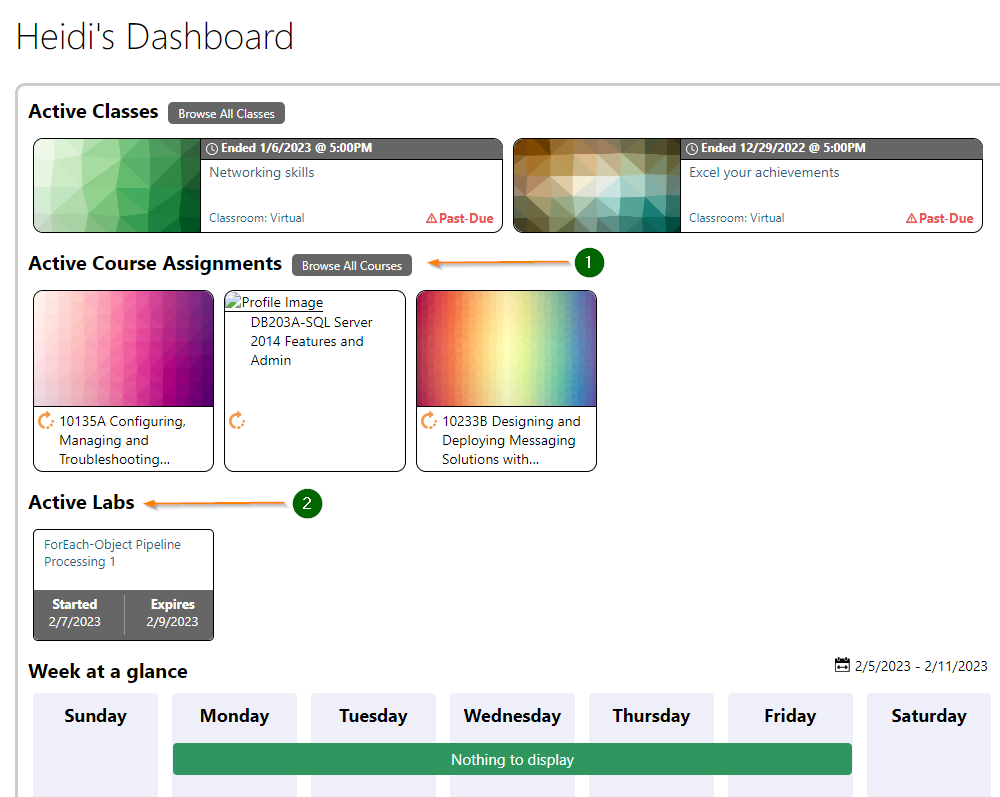 Heidi's Dashboard
Active Classes Browse All Classes
Ended 1/6/2023 @ 5:00PM
Networking skills
Classroom: Virtual Past-Due
Ended 12/29/2022 @ 5:00PM
Excel your achievements
Classroom: Virtual Past-Due
Active Course Assignments Browse All Courses 1
10135A Configuring,
Managing and
Troubleshooting...
Profile Image
DB203A-SQL Server
2014 Features and
Admin
10233B Designing and
Deploying Messaging
Solutions with...
Active Labs 2
ForEach-Object Pipeline
Processing 1
Started Expires
2/7/2023 2/9/2023
Week at a glance 2/5/2023 - 2/11/2023
Sunday Monday Tuesday Wednesday Thursday Friday Saturday
Nothing to display